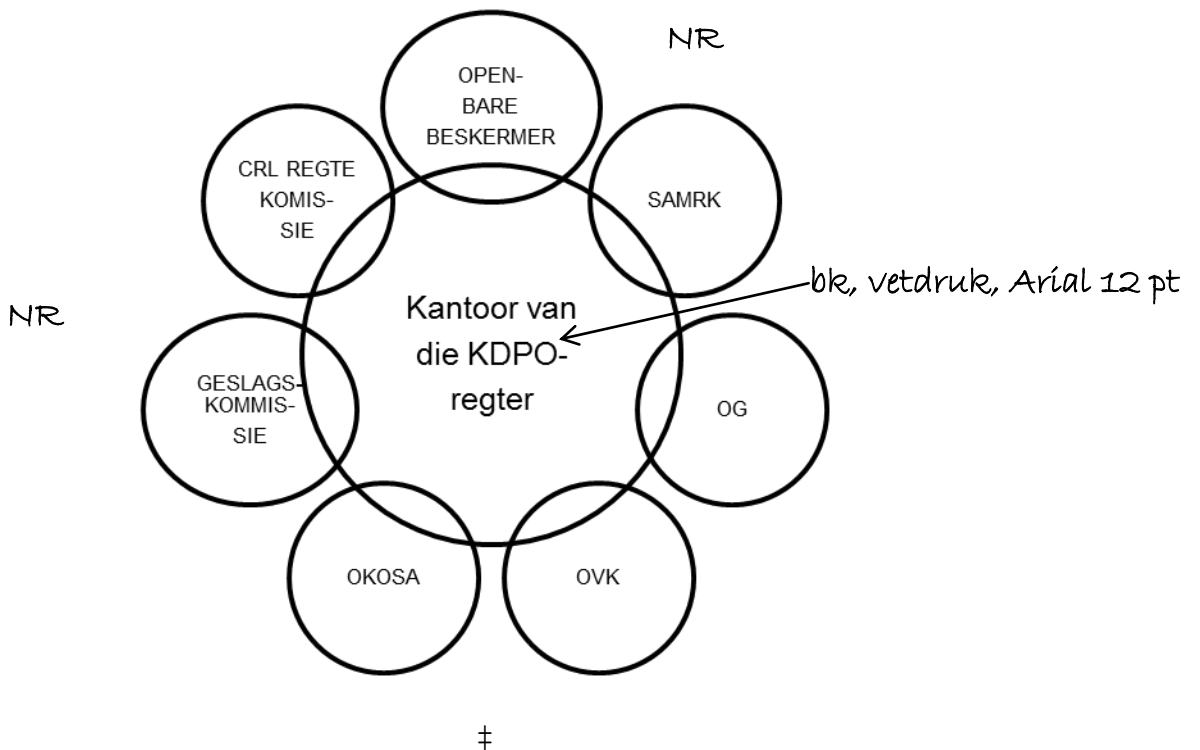 NR
OPEN-
BARE
BESKERMER
CRL REGTE
KOMIS-
SIE
SAMRK
bk, vetdruk, Arial 12 pt
Kantoor van
die KDPO-
regter
NR
GESLAGS-
KOMMIS-
SIE
OG
OKOSA
OVK
‡